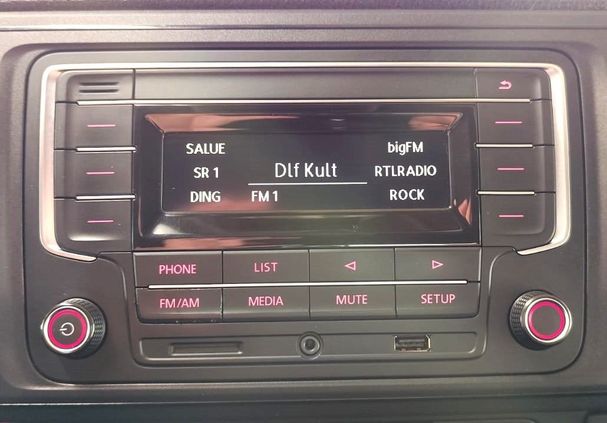 SALUE bigFM
SR 1 Dlf Kult RTLRADIO
DING FM 1 ROCK
PHONE LIST
FM/AM MEDIA MUTE SETUP